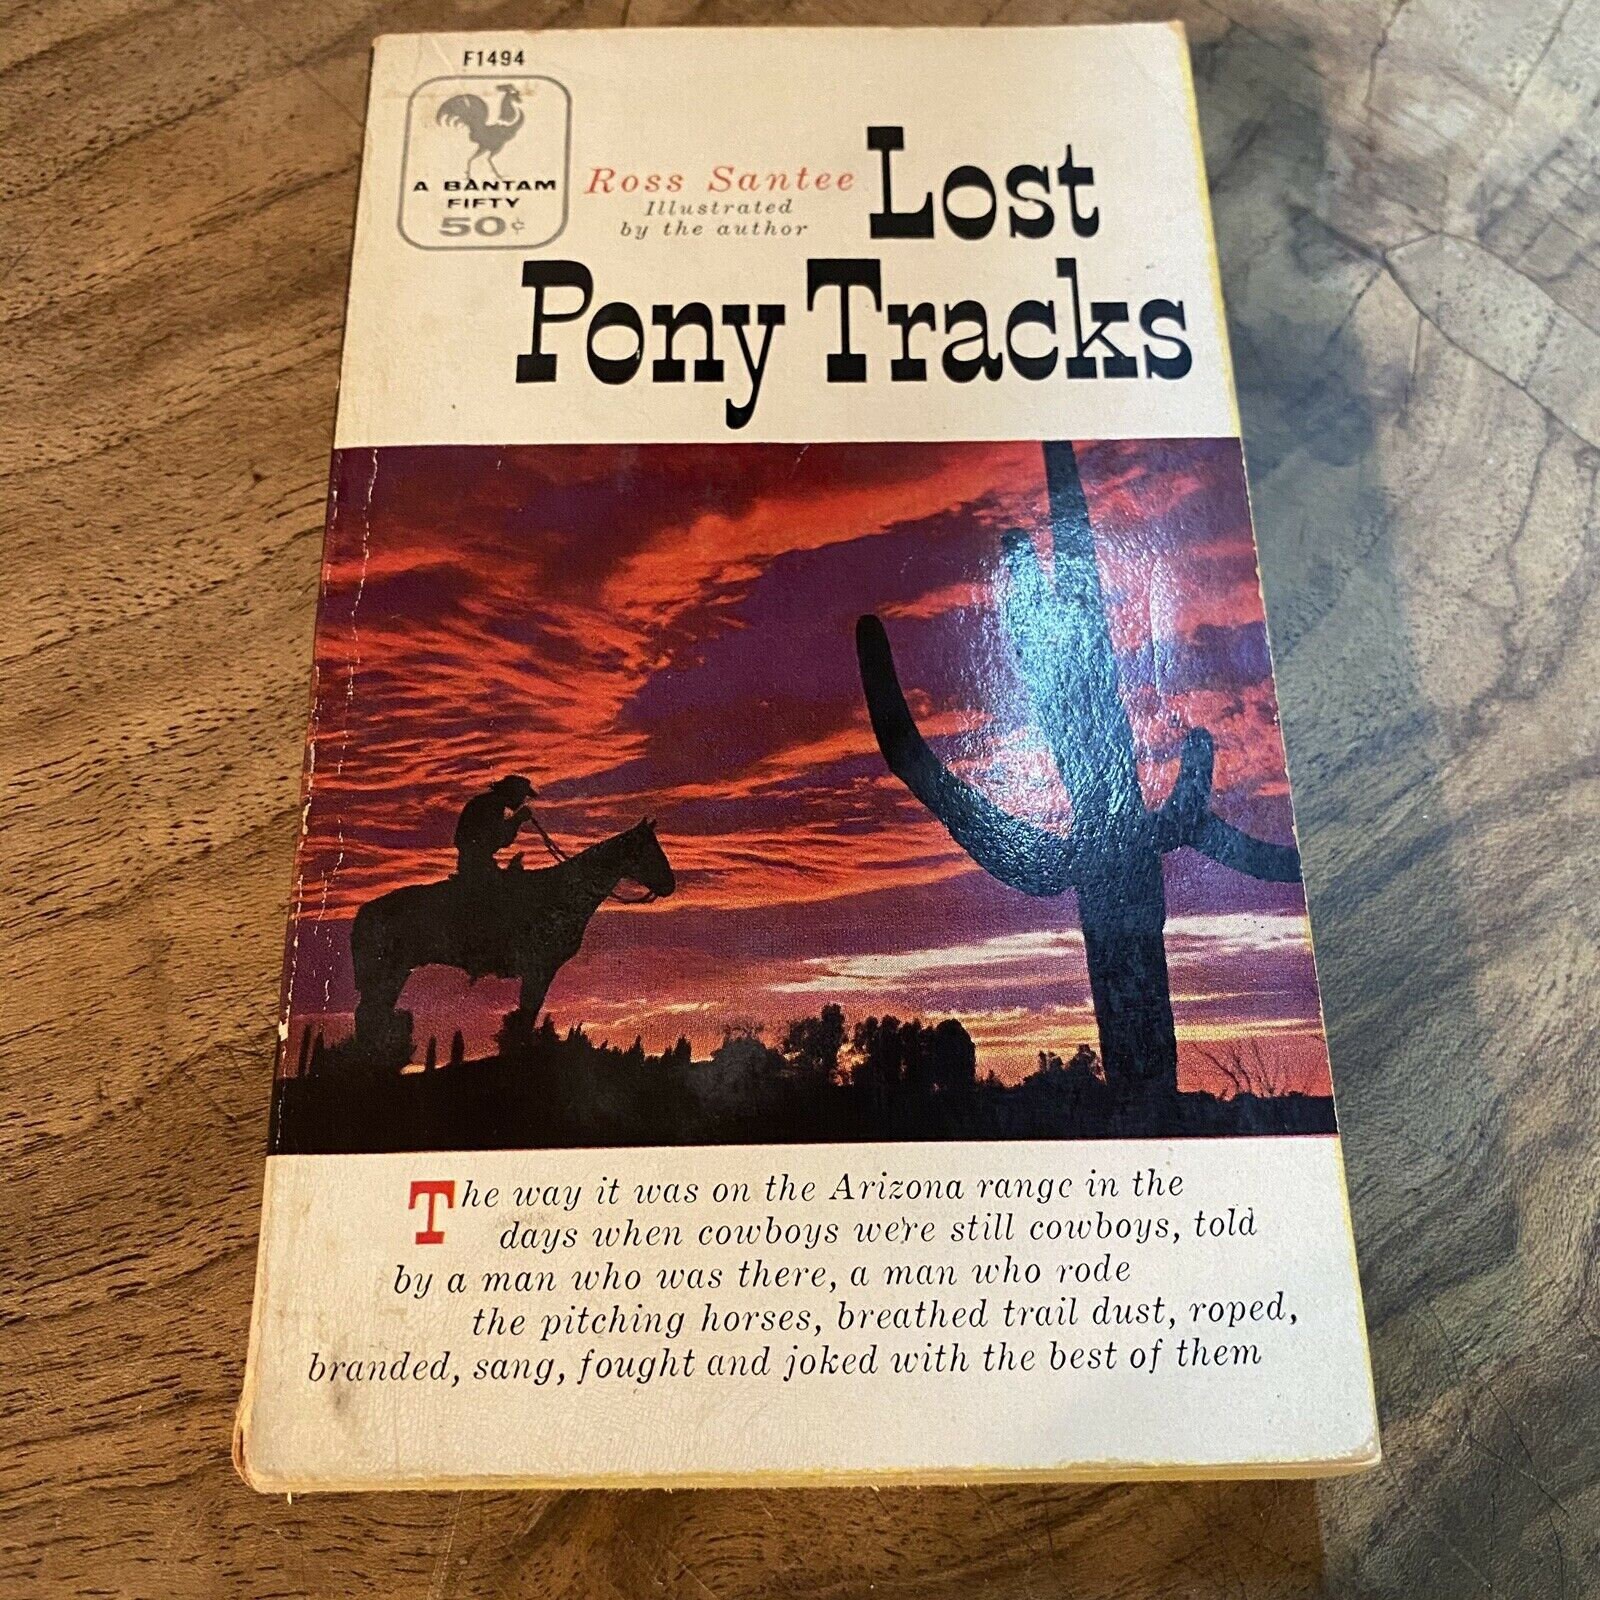 F1494
A BANTAM
FIFTY
50¢
Ross Santee
Illustrated
by the author
Lost
Pony Tracks
The way it was on the Arizona range in the
days when cowboys were still cowboys, told
by a man who was there, a man who rode
the pitching horses, breathed trail dust, roped,
branded, sang, fought and joked with the best of them